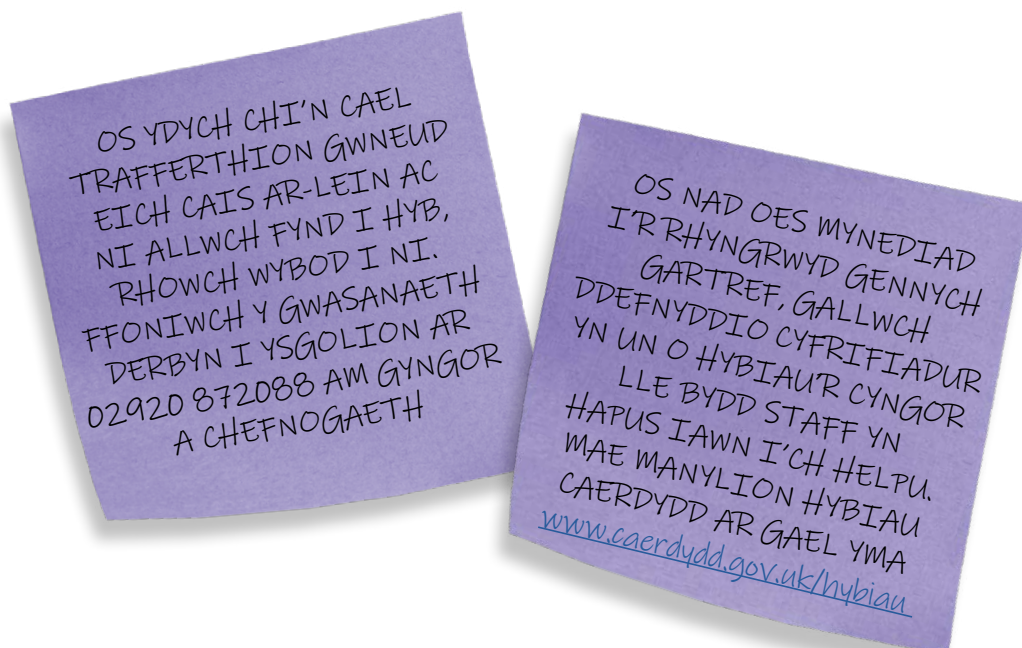 OS YDYCH CHI'N CAEL
TRAFFERTHION GWNEUD
EICH CAIS AR-LEIN AC
NI ALLWCH FYND I HYB,
RHOWCH WYBOD I NI.
FFONIWCH Y GWASANAETH
DERBYN I YSGOLION AR
02920 872088 AM GYNGOR
A CHEFNOGAETH
OS NAD OES MYNEDIAD
I'R RHYNGRWYD GENNYCH
GARTREF, GALLWCH
DDEFNYDDIO CYFRIFIADUR
YN UN O HYBIAU'R CYNGOR
LLE BYDD STAFF YN
HAPUS IAWN I'CH HELPU.
MAE MANYLION HYBIAU
CAERDYDD AR GAEL YMA
www.caerdydd.gov.uk/hybiau